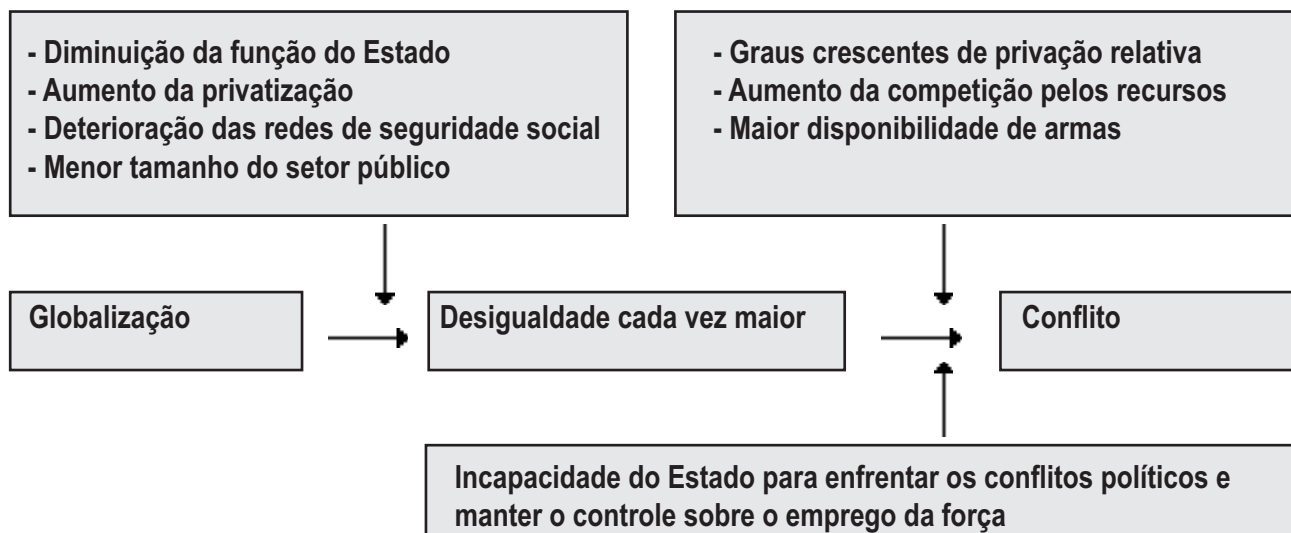 - Diminuição da função do Estado
- Aumento da privatização
- Deterioração das redes de seguridade social
- Menor tamanho do setor público
- Graus crescentes de privação relativa
- Aumento da competição pelos recursos
- Maior disponibilidade de armas
Globalização
Desigualdade cada vez maior
Conflito
Incapacidade do Estado para enfrentar os conflitos políticos e
manter o controle sobre o emprego da força